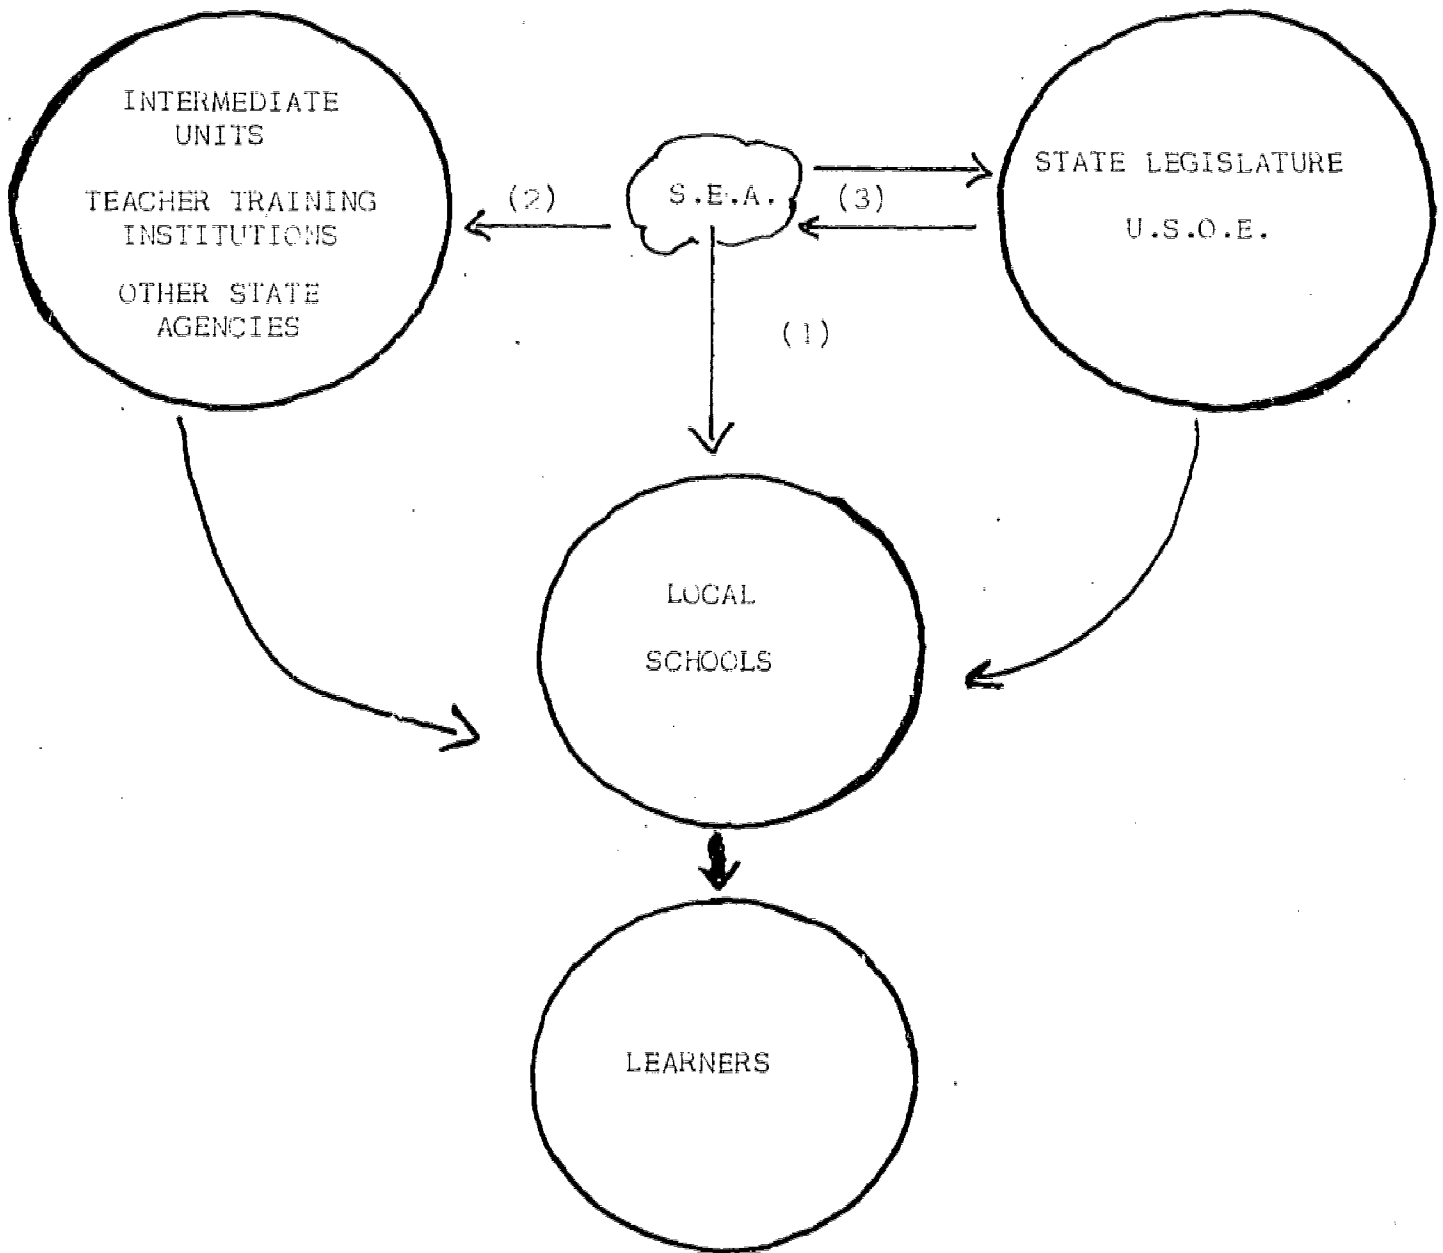 INTERMEDIATE
UNITS
TEACHER TRAINING
INSTITUTIONS
OTHER STATE
AGENCIES
(2)
S.E.A.
(3)
STATE LEGISLATURE
U.S.O.E.
(1)
LOCAL
SCHOOLS
LEARNERS